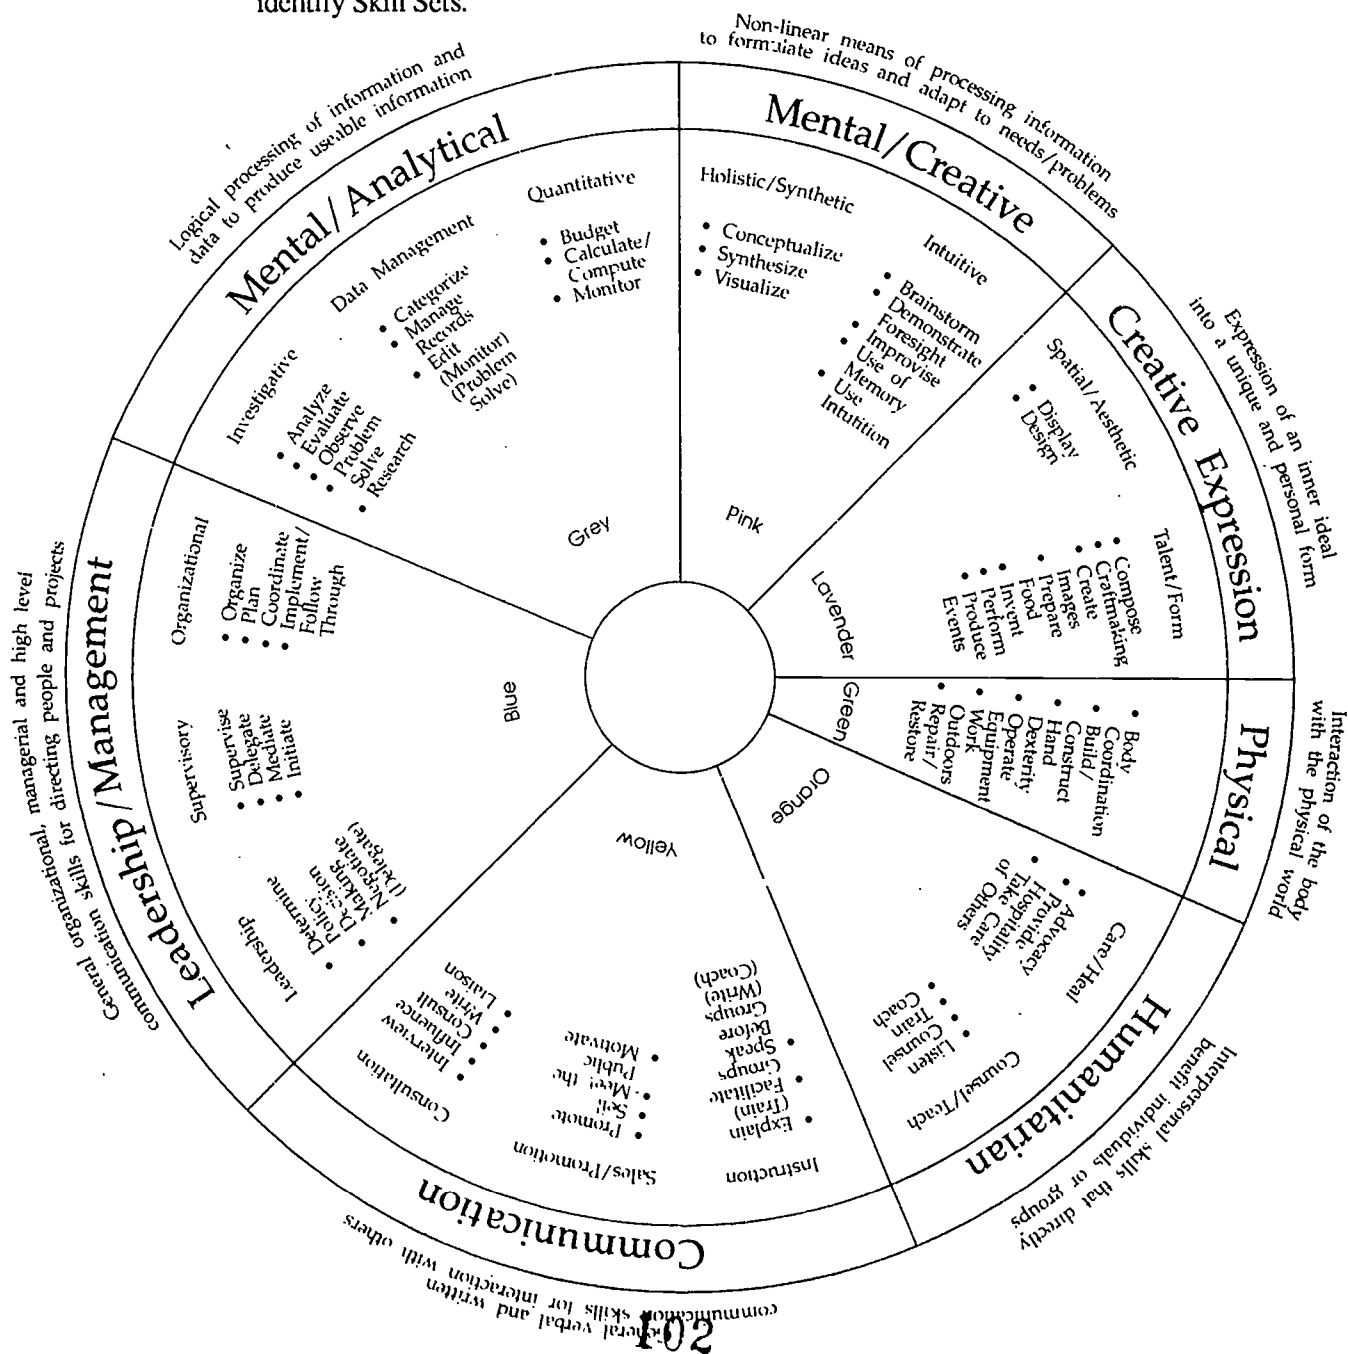 identify Skill Sets.
Non-linear means of processing information
to formulate ideas and adapt to needs/problems
Mental/Creative
Holistic/Synthetic
• Conceptualize
• Synthesize
• Visualize
Intuitive
• Brainstorm
• Demonstrate
Foresight
• Improvise
• Use of
Memory
• Use
Intutition
Pink
Expression of an inner ideal
into a unique and personal form
Creative Expression
Spatial/Aesthetic
• Display
• Design
Talent/Form
• Compose
• Craftmaking
• Create
Images
• Prepare
Food
• Invent
• Perform
• Produce
Events
Lavender
Interaction of the body
with the physical world
Physical
• Body
Coordination
• Build/
Construct
• Hand
Dexterity
• Operate
Equipment
• Work
Outdoors
• Repair/
Restore
Green
Interpersonal skills that directly
benefit individuals or groups
Humanitarian
Care/Heal
• Advocacy
• Provide
Hospitality
• Take Care
of Others
Counsel/Teach
• Listen
• Counsel
• Train
• Coach
Orange
General verbal and written
communication skills for interaction with others
Communication
Instruction
• Explain
(Train)
• Facilitate
Groups
• Speak
Before
Groups
(Write)
(Coach)
Sales/Promotion
• Promote
• Sell
• Meet the
Public
• Motivate
Consultation
• Interview
• Influence
• Consult
• Write
• Liaison
Yellow
General organizational, managerial and high level
communication skills for directing people and projects
Leadership/Management
Leadership
• Determine
Policy
• Decision
Making
• Negotiate
(Delegate)
Supervisory
• Supervise
• Delegate
• Mediate
• Initiate
Organizational
• Organize
• Plan
• Coordinate
• Implement/
Follow
Through
Blue
Logical processing of information and
data to produce useable information
Mental/Analytical
Investigative
• Analyze
• Evaluate
• Observe
• Problem
Solve
• Research
Data Management
• Categorize
• Manage
Records
• Edit
(Monitor)
(Problem
Solve)
Quantitative
• Budget
• Calculate/
Compute
• Monitor
Grey
102